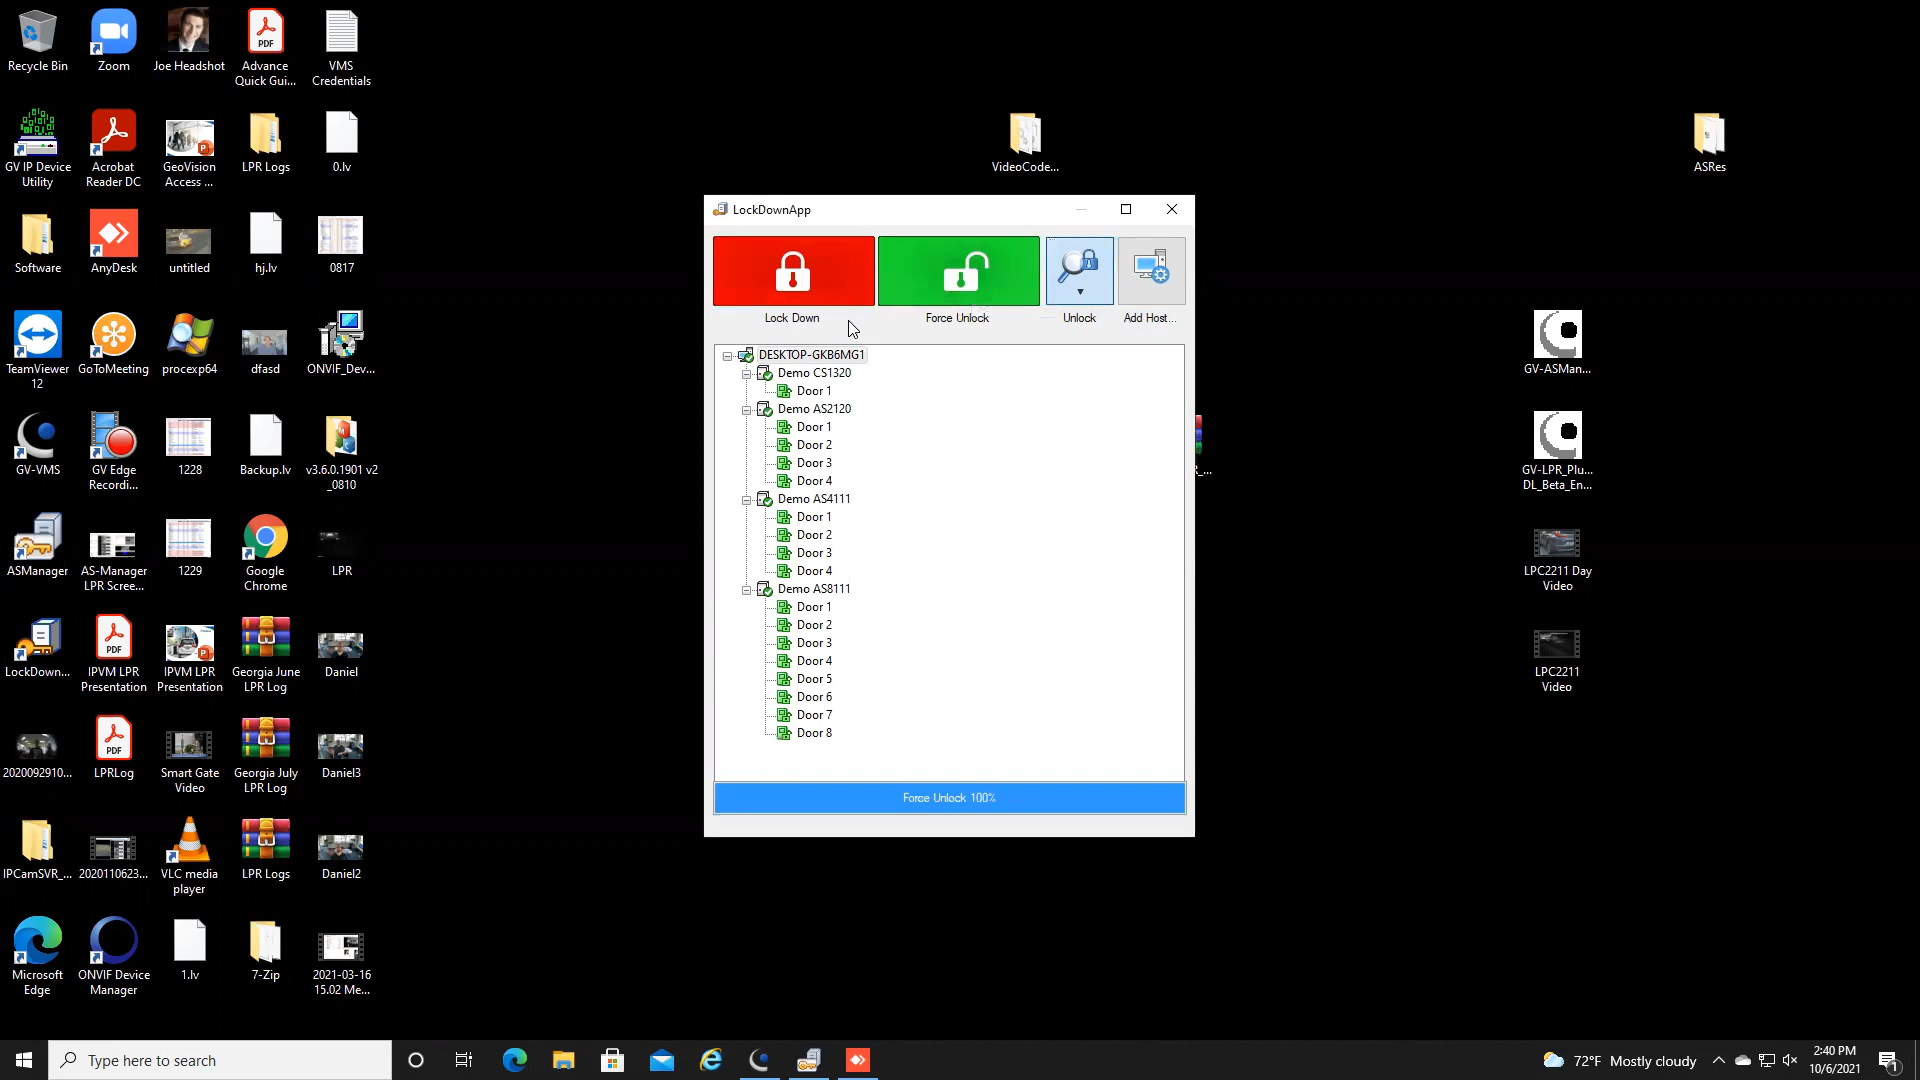 Recycle Bin
Zoom
Joe Headshot
PDF
Advance
Quick Gui...
VMS
Credentials
GV IP Device
Utility
Acrobat
Reader DC
GeoVision
Access ...
LPR Logs
0.lv
Software
AnyDesk
untitled
hj.lv
0817
TeamViewer
12
GoToMeeting
procexp64
dfasd
ONVIF_Dev...
GV-VMS
GV Edge
Recordi...
1228
Backup.lv
v3.6.0.1901 v2
_0810
ASManager
AS-Manager
LPR Scree...
1229
Google
Chrome
LPR
LockDown...
PDF
IPVM LPR
Presentation
IPVM LPR
Presentation
Georgia June
LPR Log
Daniel
2020092910...
PDF
LPRLog
Smart Gate
Video
Georgia July
LPR Log
Daniel3
IPCamSVR_...
2020110623...
VLC media
player
LPR Logs
Daniel2
Microsoft
Edge
ONVIF Device
Manager
1.lv
7-Zip
2021-03-16
15.02 Me...
VideoCode...
ASRes
LockDownApp
Lock Down
Force Unlock
Unlock
Add Host...
DESKTOP-GKB6MG1
Demo CS1320
Door 1
Demo AS2120
Door 1
Door 2
Door 3
Door 4
Demo AS4111
Door 1
Door 2
Door 3
Door 4
Demo AS8111
Door 1
Door 2
Door 3
Door 4
Door 5
Door 6
Door 7
Door 8
Force Unlock 100%
GV-ASMan...
GV-LPR_Plu...
DL_Beta_En...
LPC2211 Day
Video
LPC2211
Video
Type here to search
72°F Mostly cloudy
2:40 PM
10/6/2021
1